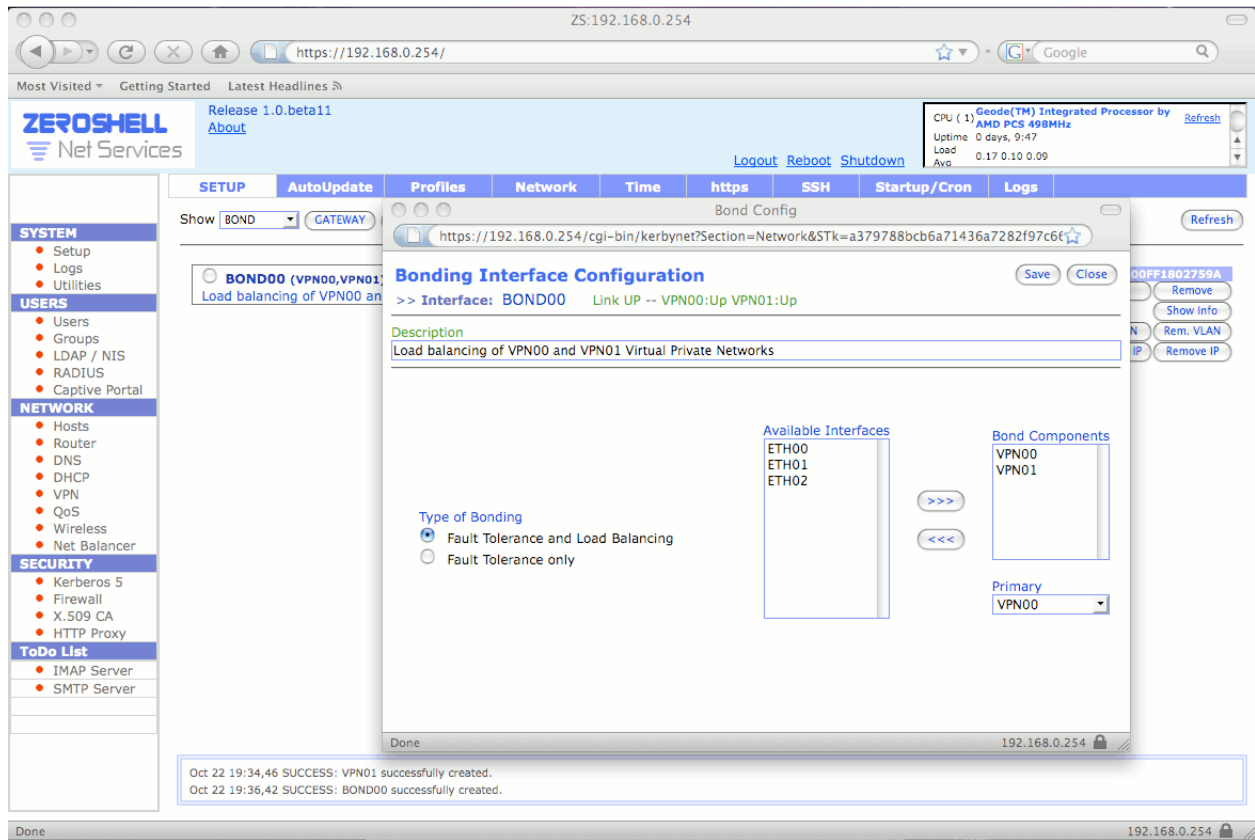 ZS:192.168.0.254
https://192.168.0.254/
G Google
Most Visited Getting Started Latest Headlines
ZEROSHELL
Net Services
Release 1.0.beta11
About
Logout Reboot Shutdown
CPU ( 1) Geode(TM) Integrated Processor by AMD PCS 498MHz
Refresh
Uptime 0 days, 9:47
Load Avg 0.17 0.10 0.09
SETUP AutoUpdate Profiles Network Time https SSH Startup/Cron Logs
Show BOND GATEWAY
Refresh
SYSTEM
Setup
Logs
Utilities
USERS
Users
Groups
LDAP / NIS
RADIUS
Captive Portal
NETWORK
Hosts
Router
DNS
DHCP
VPN
QoS
Wireless
Net Balancer
SECURITY
Kerberos 5
Firewall
X.509 CA
HTTP Proxy
ToDo List
IMAP Server
SMTP Server
BOND00 (VPN00,VPN01)
Load balancing of VPN00 an
00FF1802759A
Remove
Show Info
N Rem. VLAN
IP Remove IP
Bond Config
https://192.168.0.254/cgi-bin/kerbynet?Section=Network&STk=a379788bcb6a71436a7282f97c66
Bonding Interface Configuration
Save Close
>> Interface: BOND00 Link UP -- VPN00:Up VPN01:Up
Description
Load balancing of VPN00 and VPN01 Virtual Private Networks
Type of Bonding
Fault Tolerance and Load Balancing
Fault Tolerance only
Available Interfaces
ETH00
ETH01
ETH02
>>>
<<<
Bond Components
VPN00
VPN01
Primary
VPN00
Done 192.168.0.254
Oct 22 19:34,46 SUCCESS: VPN01 successfully created.
Oct 22 19:36,42 SUCCESS: BOND00 successfully created.
Done 192.168.0.254